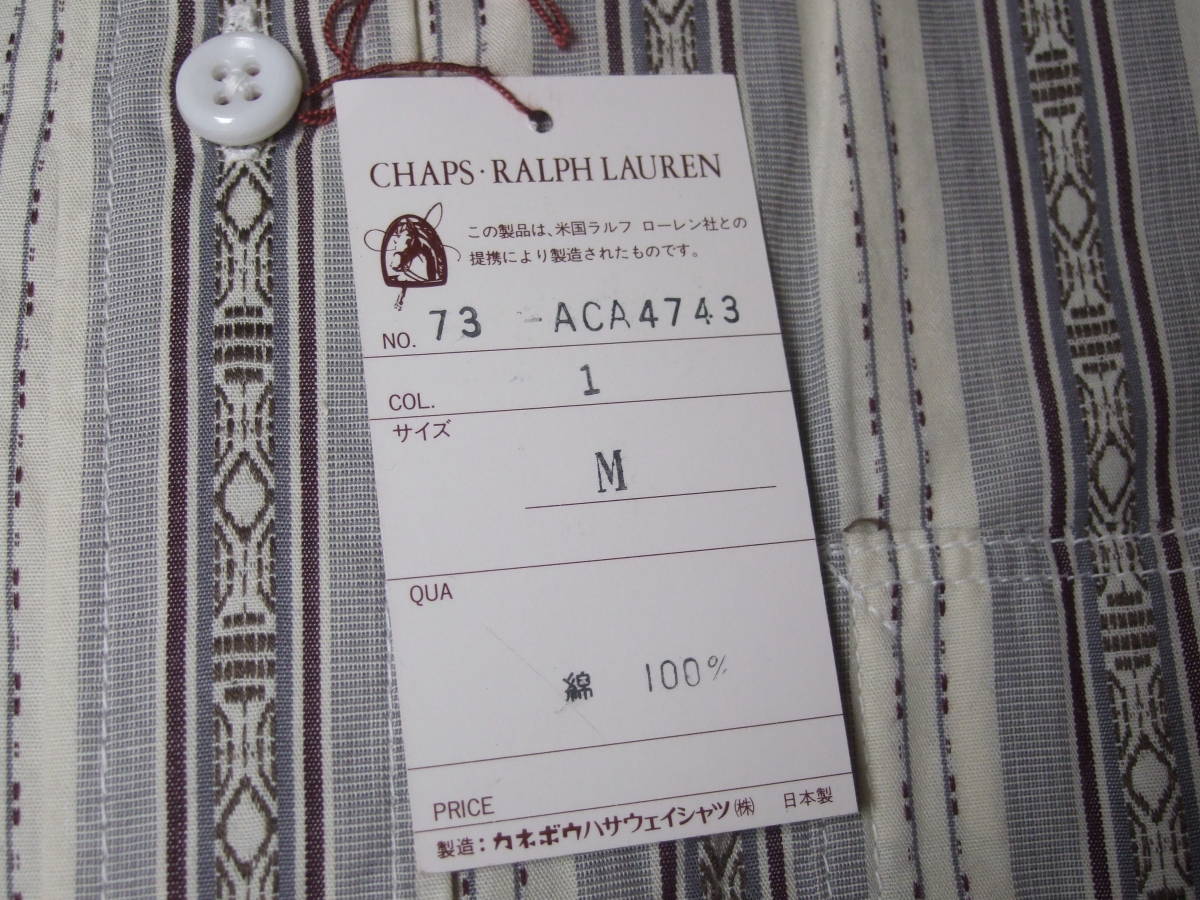 CHAPS・RALPH LAUREN
この製品は、米国ラルフ ローレン社との
提携により製造されたものです。
NO. 73 -ACA4743
COL. 1
サイズ
M
QUA
綿 100%
PRICE
製造：カネボウハサウェイシャツ(株) 日本製